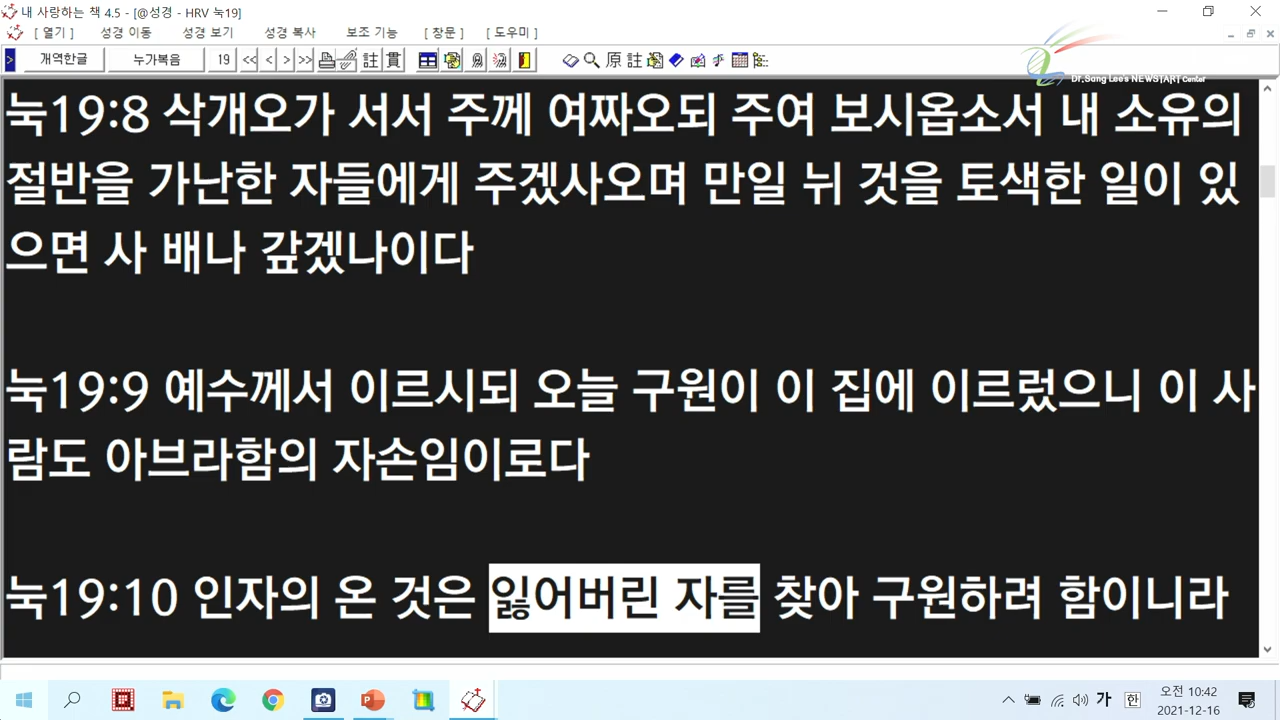 내 사랑하는 책 4.5 - [@성경 - HRV 눅19]
[ 열기 ] 성경 이동 성경 보기 성경 복사 보조 기능 [ 창문 ] [ 도우미 ]
개역한글 누가복음 19 << < > >> 註 貫 原 註
Dr.Sang Lee's NEWSTART Center
눅19:8 삭개오가 서서 주께 여짜오되 주여 보시옵소서 내 소유의
절반을 가난한 자들에게 주겠사오며 만일 뉘 것을 토색한 일이 있
으면 사 배나 갚겠나이다
눅19:9 예수께서 이르시되 오늘 구원이 이 집에 이르렀으니 이 사
람도 아브라함의 자손임이로다
눅19:10 인자의 온 것은 잃어버린 자를 찾아 구원하려 함이니라
가 한 오전 10:42
2021-12-16